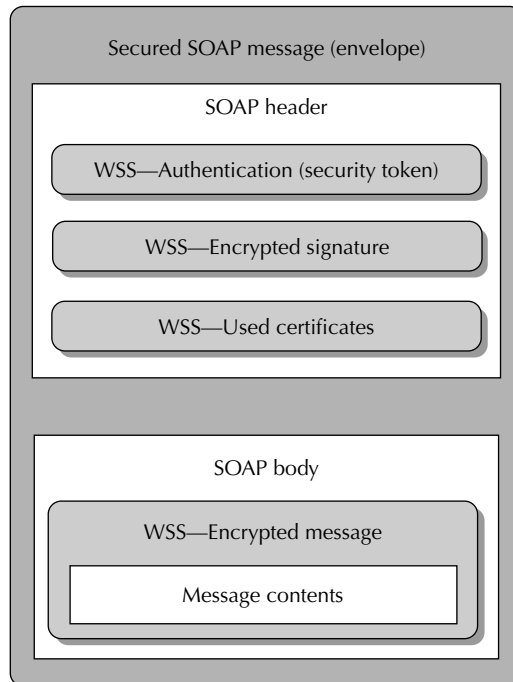 Secured SOAP message (envelope)
SOAP header
WSS—Authentication (security token)
WSS—Encrypted signature
WSS—Used certificates
SOAP body
WSS—Encrypted message
Message contents